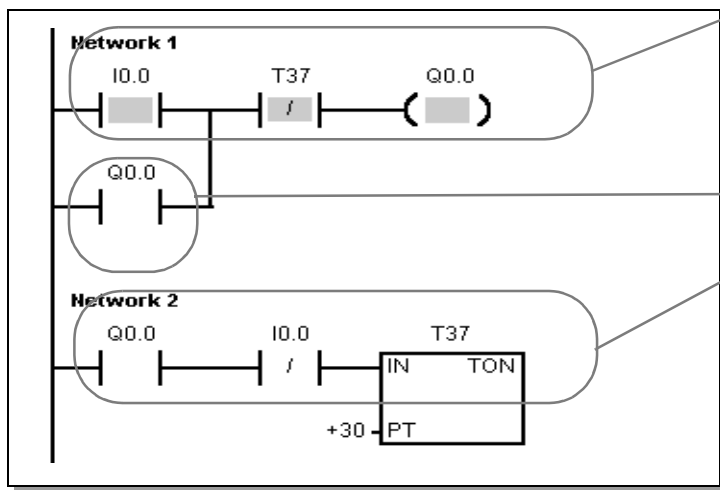 Network 1
I0.0 T37 Q0.0
/
Q0.0
Network 2
Q0.0 I0.0 T37
/ IN TON
+30 PT